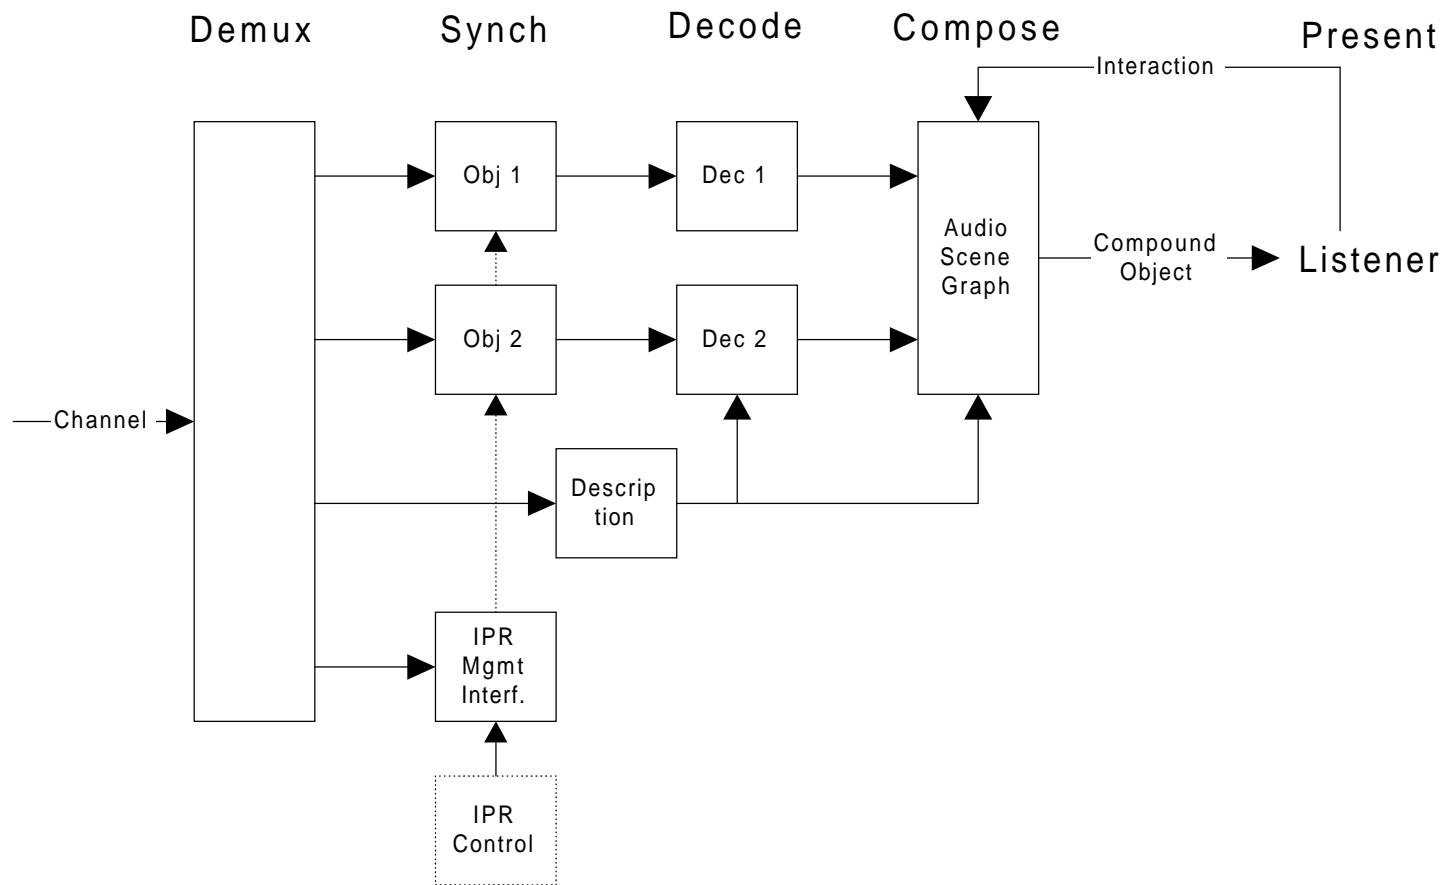 Demux
Synch
Decode
Compose
Present
Interaction
Obj 1
Dec 1
Audio
Scene
Graph
Compound
Object
Listener
Obj 2
Dec 2
Channel
Descrip
tion
IPR
Mgmt
Interf.
IPR
Control